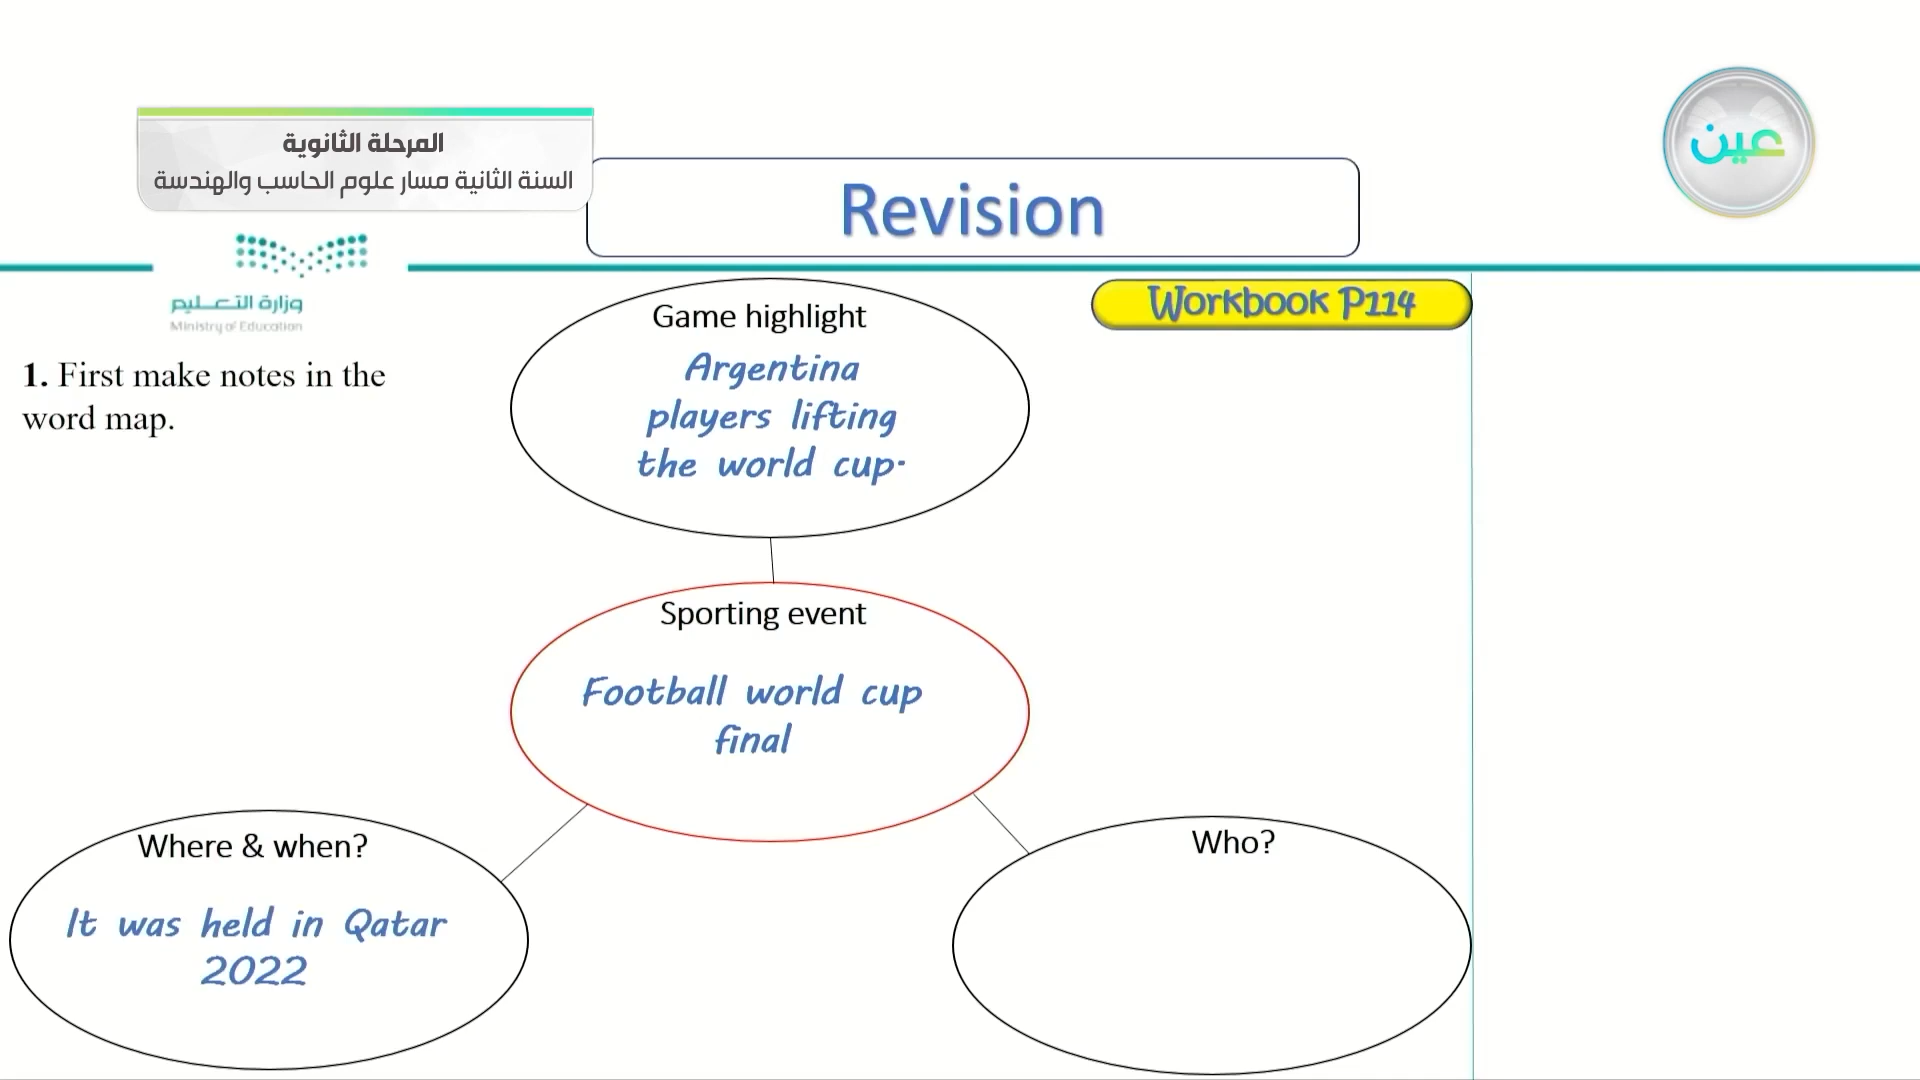 المرحلة الثانوية
السنة الثانية مسار علوم الحاسب والهندسة
عين
Revision
وزارة التعليم
Ministry of Education
Workbook P114
1. First make notes in the
word map.
Game highlight
Argentina
players lifting
the world cup.
Sporting event
Football world cup
final
Where & when?
It was held in Qatar
2022
Who?